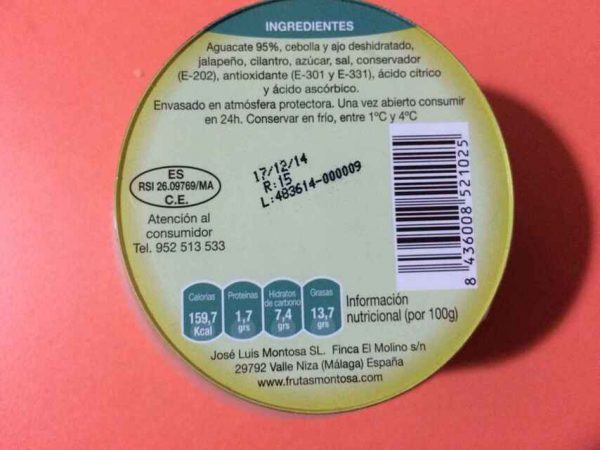 INGREDIENTES
Aguacate 95%, cebolla y ajo deshidratado,
jalapeño, cilantro, azúcar, sal, conservador
(E-202), antioxidante (E-301 y E-331), ácido cítrico
y ácido ascórbico.
Envasado en atmósfera protectora. Una vez abierto consumir
en 24h. Conservar en frío, entre 1ºC y 4ºC
17/12/14
R:15
L:483614-000009
ES
RSI 26.09769/MA
C.E.
Atención al
consumidor
Tel. 952 513 533
8 436008 521025
Calorías
159,7
Kcal
Proteínas
1,7
grs
Hidratos
de carbono
7,4
grs
Grasas
13,7
grs
Información
nutricional (por 100g)
José Luis Montosa SL. Finca El Molino s/n
29792 Valle Niza (Málaga) España
www.frutasmontosa.com